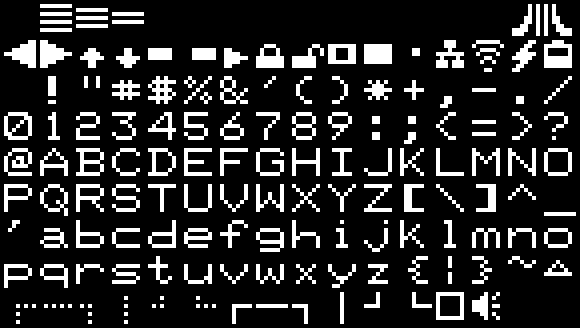 ! " # $ % & ' ( ) * + , - . /
0 1 2 3 4 5 6 7 8 9 : ; < = > ?
@ A B C D E F G H I J K L M N O
P Q R S T U V W X Y Z [ \ ] ^ _
' a b c d e f g h i j k l m n o
p q r s t u v w x y z { ¦ } ~